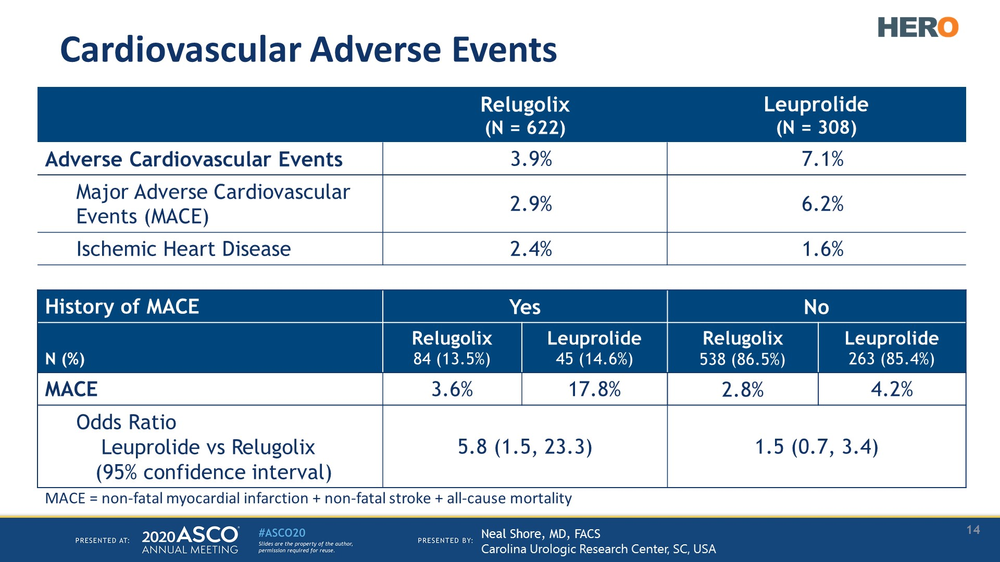 HERO
Cardiovascular Adverse Events
Relugolix
(N = 622)
Leuprolide
(N = 308)
Adverse Cardiovascular Events
3.9%
7.1%
Major Adverse Cardiovascular
Events (MACE)
2.9%
6.2%
Ischemic Heart Disease
2.4%
1.6%
History of MACE
Yes
No
N (%)
Relugolix
84 (13.5%)
Leuprolide
45 (14.6%)
Relugolix
538 (86.5%)
Leuprolide
263 (85.4%)
MACE
3.6%
17.8%
2.8%
4.2%
Odds Ratio
Leuprolide vs Relugolix
(95% confidence interval)
5.8 (1.5, 23.3)
1.5 (0.7, 3.4)
MACE = non-fatal myocardial infarction + non-fatal stroke + all-cause mortality
PRESENTED AT:
2020 ASCO
ANNUAL MEETING
#ASCO20
Slides are the property of the author,
permission required for reuse.
PRESENTED BY:
Neal Shore, MD, FACS
Carolina Urologic Research Center, SC, USA
14